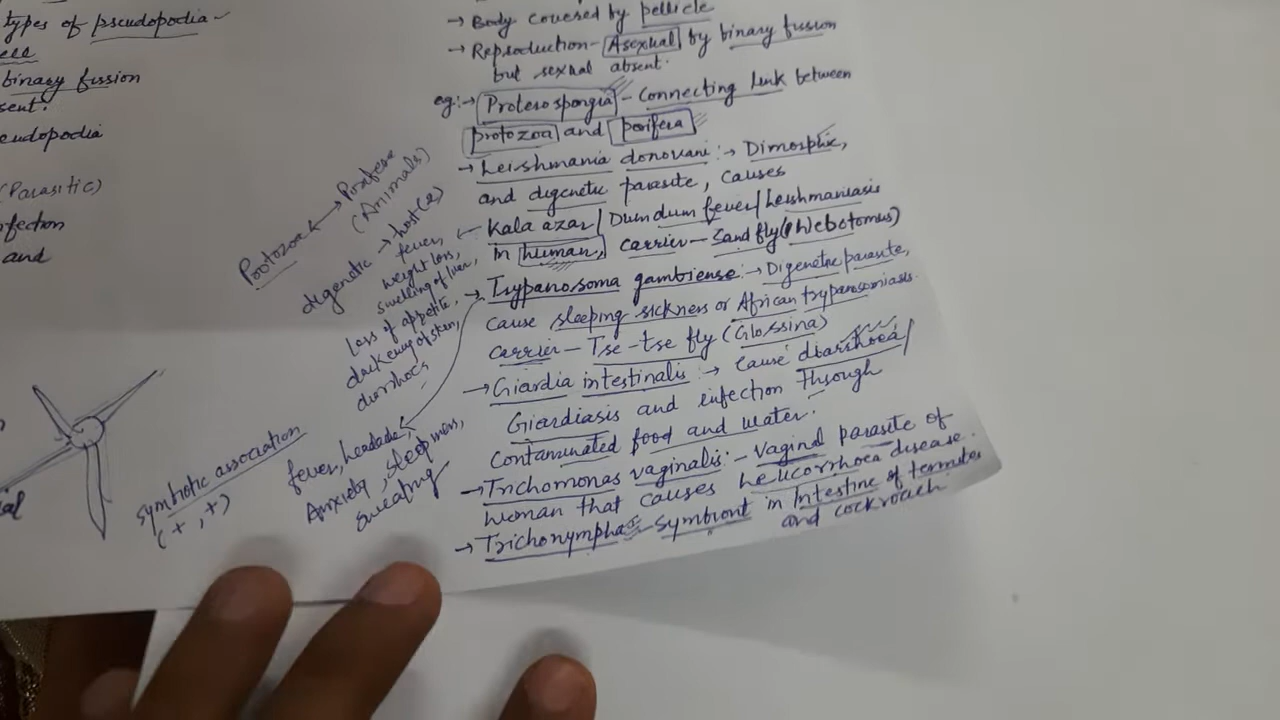 types of pseudopodia
binary fission
sent.
eudopodia
(Parasitic)
and
→ Body covered by pellicle
→ Reproduction- Asexual by binary fussion
but sexual absent.
eg:→ Proterospongia - Connecting link between
protozoa and porifera
→ Leishmania donovani :→ Dimosphic,
and digenetic parasite, causes
Kala azar / Dumdum fever / Leishmaniasis
in human, carrier - Sand fly (Phlebotomus)
→ Trypanosoma gambiense :→ Digenetic parasite,
cause sleeping sickness or African trypanosomiasis.
carrier - Tse-tse fly (Glossina)
→ Giardia intestinalis :→ cause diarrhoea /
Giardiasis and infection through
Contaminated food and water.
→ Trichomonas vaginalis :- Vaginal parasite of
woman that causes leucorrhoea disease.
→ Trichonympha - Symbiont in Intestine of termites
and cockroach
Protozoa ↔ Porifera
(Animals)
digenetic → host(2)
fever,
weight loss,
swelling of liver,
loss of appetite,
darkening of skin,
diarrhoea
fever, headache,
Anxiety, sleepiness,
sweating
symbiotic association
(+, +)